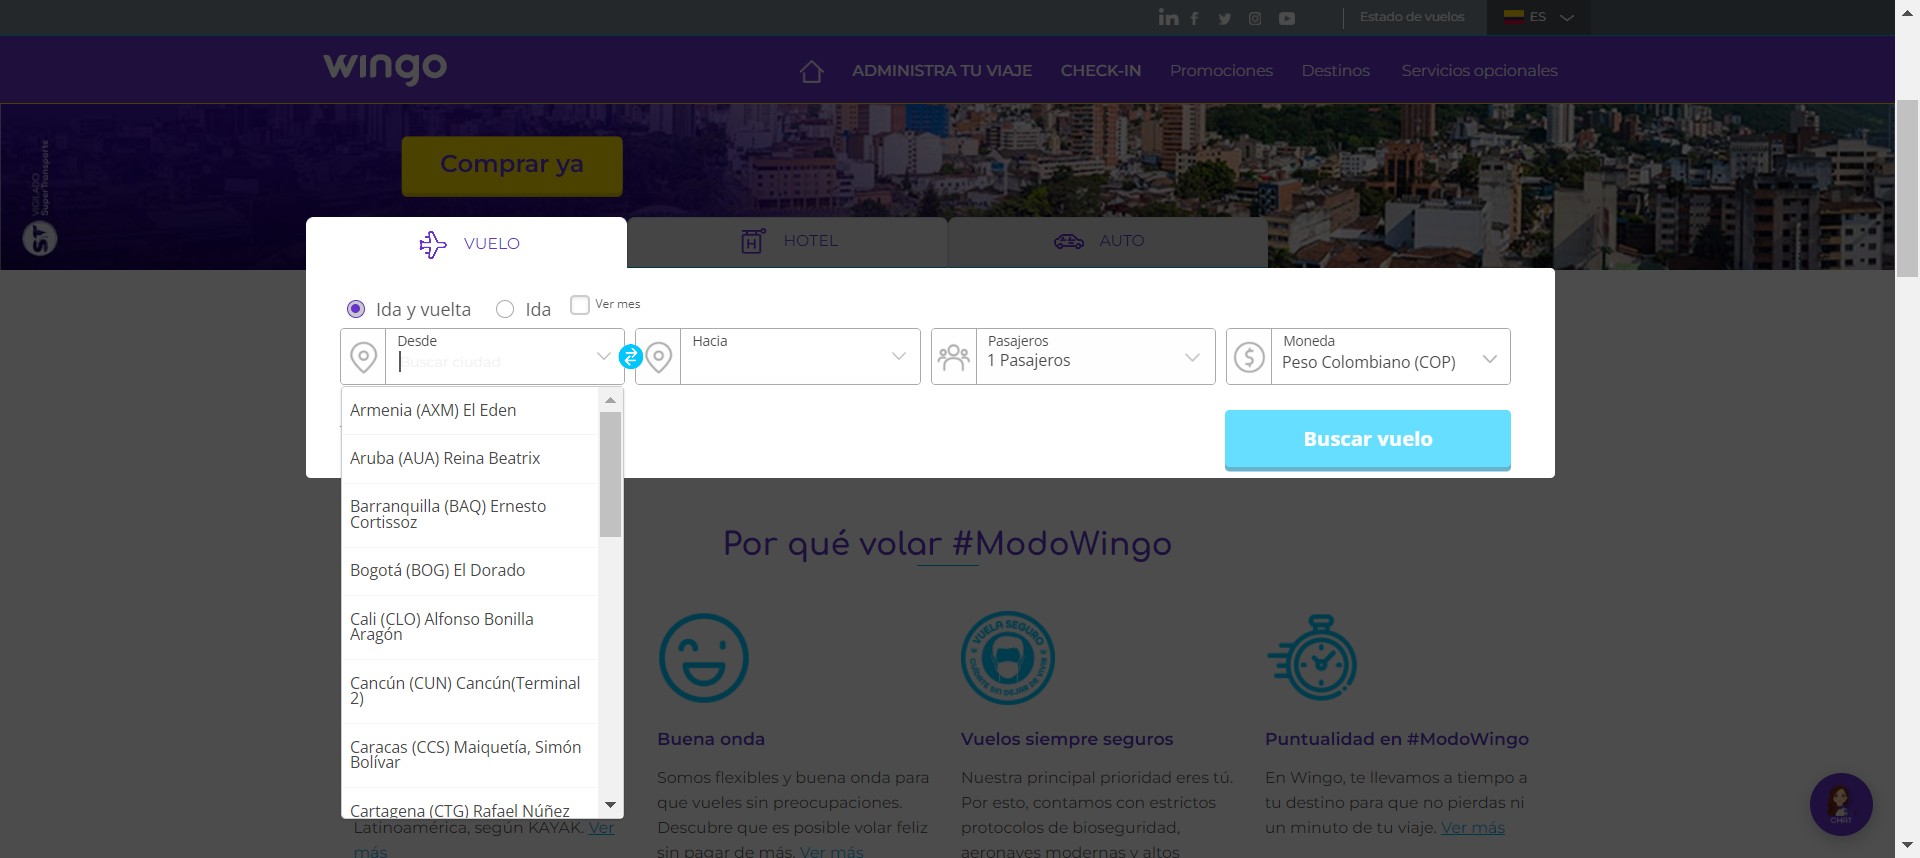 Estado de vuelos
ES
wingo
ADMINISTRA TU VIAJE
CHECK-IN
Promociones
Destinos
Servicios opcionales
VIGILADO
SuperTransporte
ST
Comprar ya
VUELO
HOTEL
AUTO
Ida y vuelta
Ida
Ver mes
Desde
Buscar ciudad
Hacia
Pasajeros
1 Pasajeros
Moneda
Peso Colombiano (COP)
Armenia (AXM) El Eden
Aruba (AUA) Reina Beatrix
Barranquilla (BAQ) Ernesto
Cortissoz
Bogotá (BOG) El Dorado
Cali (CLO) Alfonso Bonilla
Aragón
Cancún (CUN) Cancún(Terminal
2)
Caracas (CCS) Maiquetía, Simón
Bolívar
Cartagena (CTG) Rafael Núñez
Buscar vuelo
Por qué volar #ModoWingo
Latinoamérica, según KAYAK. Ver
más
Buena onda
Somos flexibles y buena onda para
que vueles sin preocupaciones.
Descubre que es posible volar feliz
sin pagar de más. Ver más
VUELA SEGURO
CUÍDATE SIN DEJAR DE VIVIR
Vuelos siempre seguros
Nuestra principal prioridad eres tú.
Por esto, contamos con estrictos
protocolos de bioseguridad,
aeronaves modernas y altos
Puntualidad en #ModoWingo
En Wingo, te llevamos a tiempo a
tu destino para que no pierdas ni
un minuto de tu viaje. Ver más
CHAT